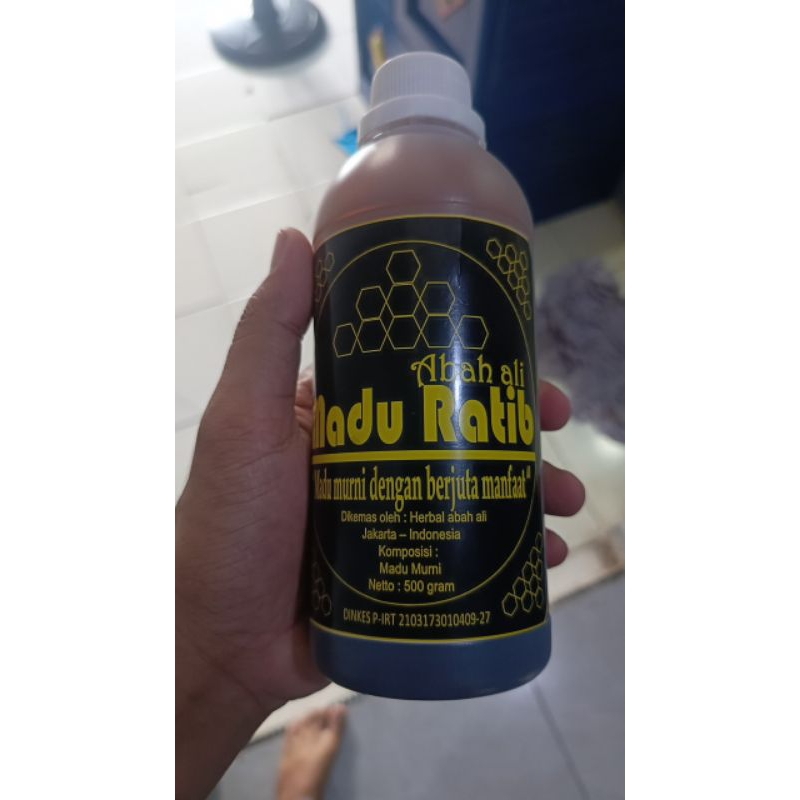 Abah ali
Madu Ratib
"Madu murni dengan berjuta manfaat"
Dikemas oleh : Herbal abah ali
Jakarta – Indonesia
Komposisi :
Madu Murni
Netto : 500 gram
DINKES P-IRT 2103173010409-27